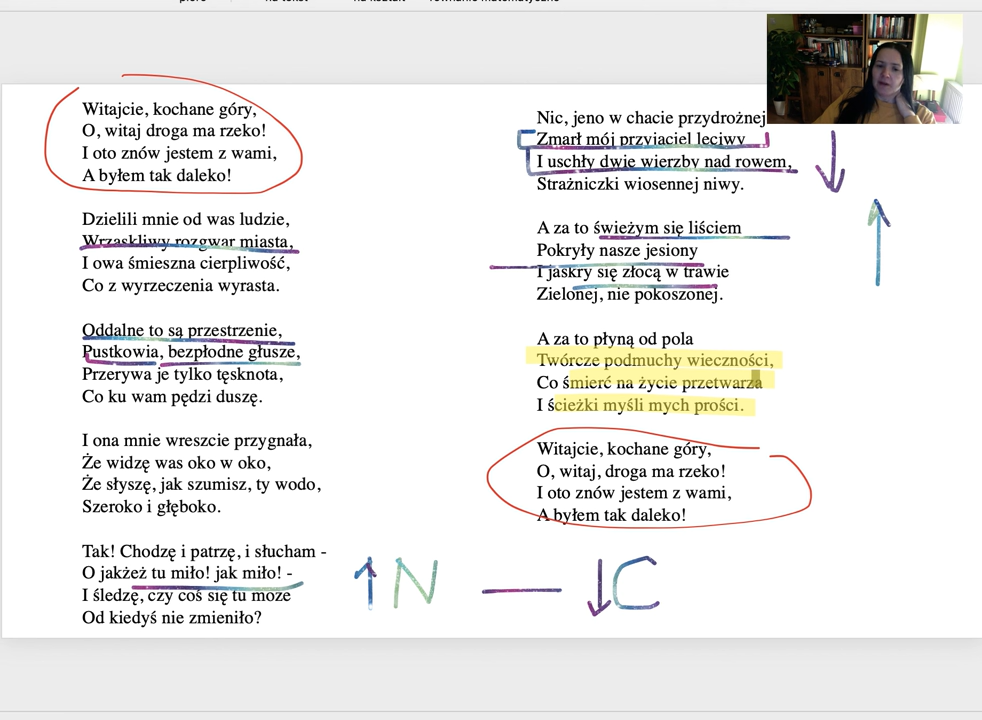 Witajcie, kochane góry,
O, witaj droga ma rzeko!
I oto znów jestem z wami,
A byłem tak daleko!
Dzielili mnie od was ludzie,
Wrzaskliwy rozgwar miasta,
I owa śmieszna cierpliwość,
Co z wyrzeczenia wyrasta.
Oddalne to są przestrzenie,
Pustkowia, bezpłodne głusze,
Przerywa je tylko tęsknota,
Co ku wam pędzi duszę.
I ona mnie wreszcie przygnała,
Że widzę was oko w oko,
Że słyszę, jak szumisz, ty wodo,
Szeroko i głęboko.
Tak! Chodzę i patrzę, i słucham -
O jakżeż tu miło! jak miło! -
I śledzę, czy coś się tu może
Od kiedyś nie zmieniło?
Nic, jeno w chacie przydrożnej
Zmarł mój przyjaciel leciwy
I uschły dwie wierzby nad rowem,
Strażniczki wiosennej niwy.
A za to świeżym się liściem
Pokryły nasze jesiony
I jaskry się złocą w trawie
Zielonej, nie pokoszonej.
A za to płyną od pola
Twórcze podmuchy wieczności,
Co śmierć na życie przetwarza
I ścieżki myśli mych prości.
Witajcie, kochane góry,
O, witaj, droga ma rzeko!
I oto znów jestem z wami,
A byłem tak daleko!
↑N — ↓C